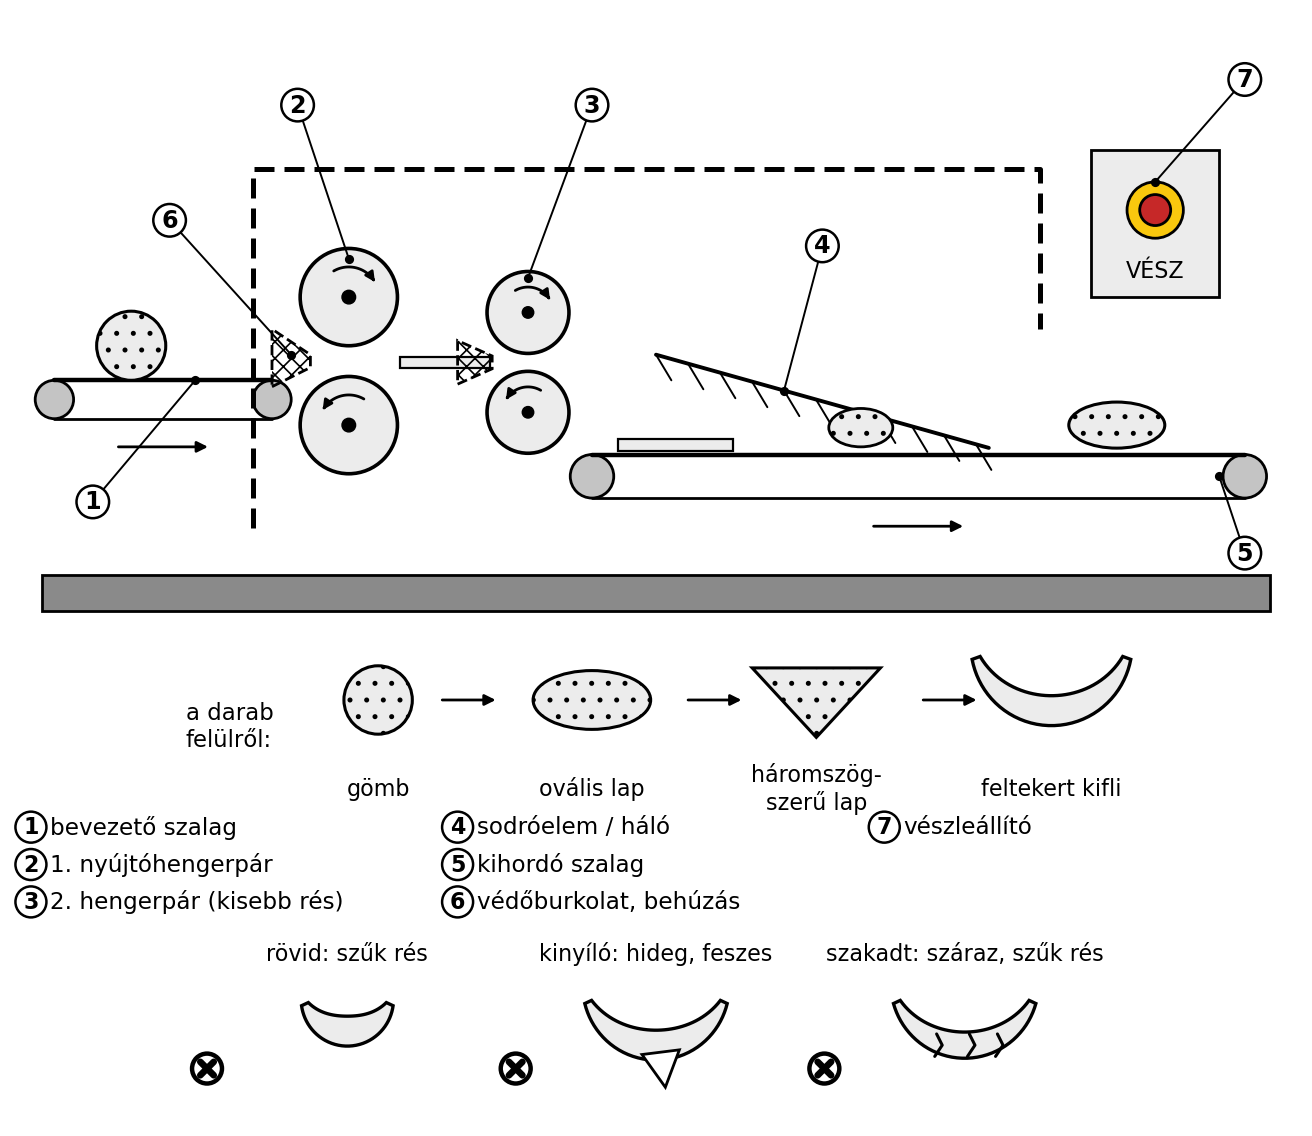 7
2
3
6
4
VÉSZ
1
5
a darab
felülről:
gömb
ovális lap
háromszög-
szerű lap
feltekert kifli
1 bevezető szalag
4 sodróelem / háló
7 vészleállító
2 1. nyújtóhengerpár
5 kihordó szalag
3 2. hengerpár (kisebb rés)
6 védőburkolat, behúzás
rövid: szűk rés
kinyíló: hideg, feszes
szakadt: száraz, szűk rés